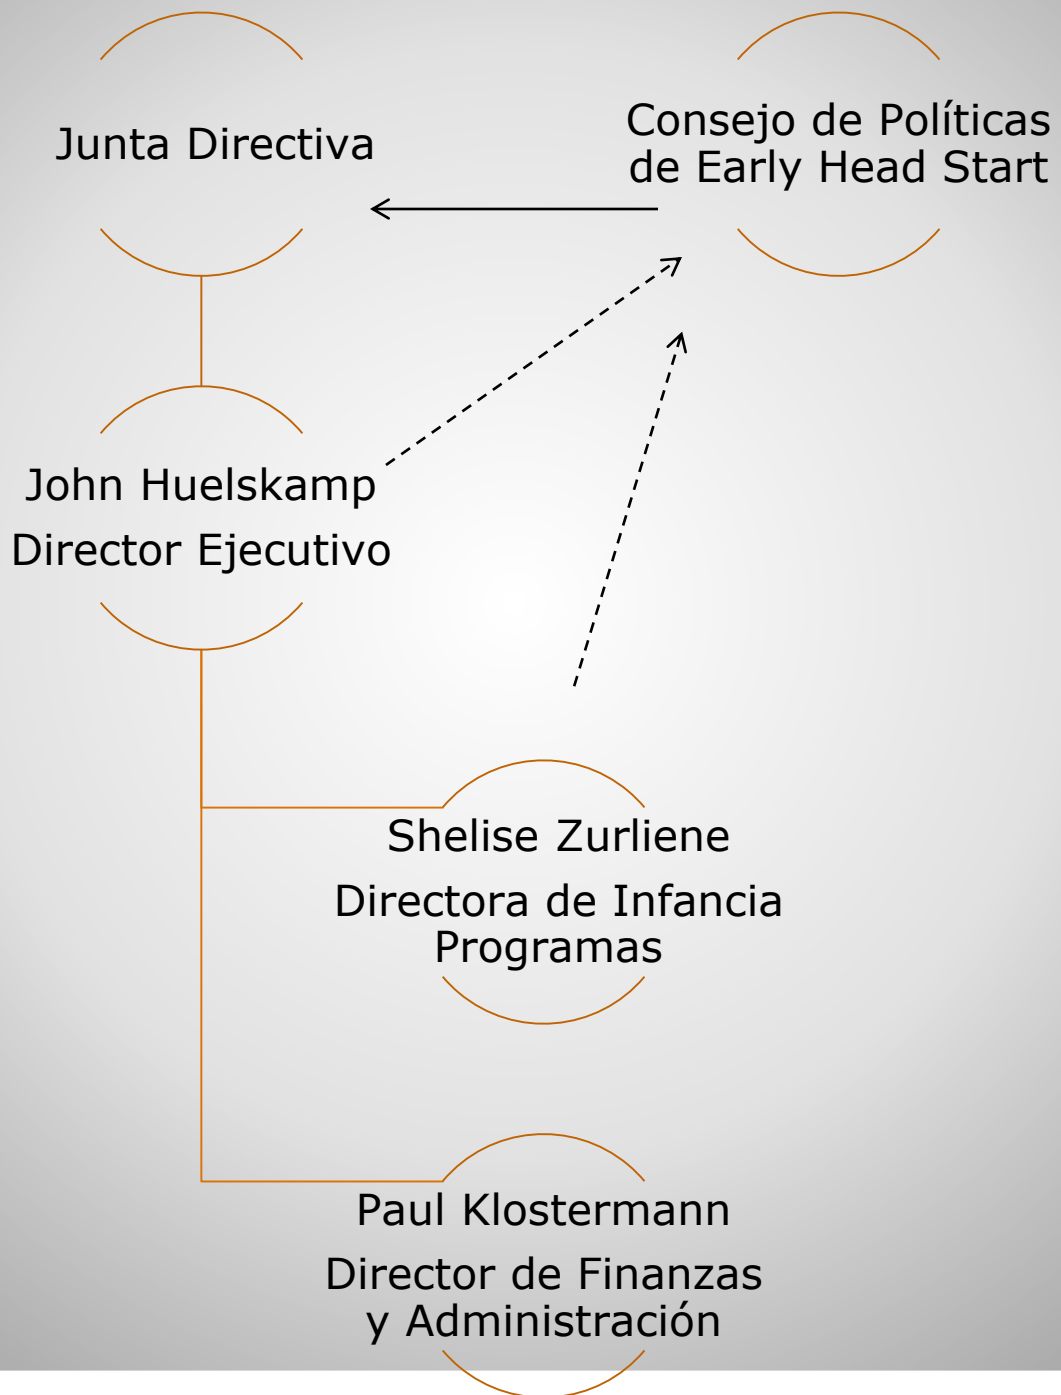 Junta Directiva
Consejo de Políticas
de Early Head Start
John Huelskamp
Director Ejecutivo
Shelise Zurliene
Directora de Infancia
Programas
Paul Klostermann
Director de Finanzas
y Administración